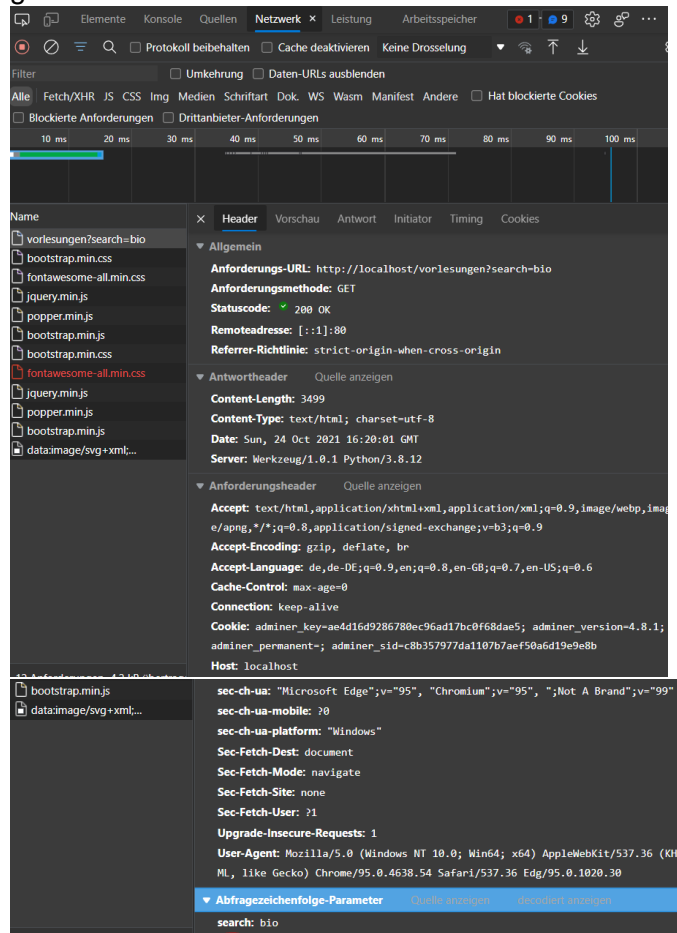 Elemente Konsole Quellen Netzwerk × Leistung Arbeitsspeicher 1 9
Protokoll beibehalten Cache deaktivieren Keine Drosselung
Filter Umkehrung Daten-URLs ausblenden
Alle Fetch/XHR JS CSS Img Medien Schriftart Dok. WS Wasm Manifest Andere Hat blockierte Cookies
Blockierte Anforderungen Drittanbieter-Anforderungen
10 ms 20 ms 30 ms 40 ms 50 ms 60 ms 70 ms 80 ms 90 ms 100 ms
Name
vorlesungen?search=bio
bootstrap.min.css
fontawesome-all.min.css
jquery.min.js
popper.min.js
bootstrap.min.js
bootstrap.min.css
fontawesome-all.min.css
jquery.min.js
popper.min.js
bootstrap.min.js
data:image/svg+xml;...
× Header Vorschau Antwort Initiator Timing Cookies
Allgemein
Anforderungs-URL: http://localhost/vorlesungen?search=bio
Anforderungsmethode: GET
Statuscode: 200 OK
Remoteadresse: [::1]:80
Referrer-Richtlinie: strict-origin-when-cross-origin
Antwortheader Quelle anzeigen
Content-Length: 3499
Content-Type: text/html; charset=utf-8
Date: Sun, 24 Oct 2021 16:20:01 GMT
Server: Werkzeug/1.0.1 Python/3.8.12
Anforderungsheader Quelle anzeigen
Accept: text/html,application/xhtml+xml,application/xml;q=0.9,image/webp,imag
e/apng,*/*;q=0.8,application/signed-exchange;v=b3;q=0.9
Accept-Encoding: gzip, deflate, br
Accept-Language: de,de-DE;q=0.9,en;q=0.8,en-GB;q=0.7,en-US;q=0.6
Cache-Control: max-age=0
Connection: keep-alive
Cookie: adminer_key=ae4d16d9286780ec96ad17bc0f68dae5; adminer_version=4.8.1;
adminer_permanent=; adminer_sid=c8b357977da1107b7aef50a6d19e9e8b
Host: localhost
bootstrap.min.js
data:image/svg+xml;...
sec-ch-ua: "Microsoft Edge";v="95", "Chromium";v="95", ";Not A Brand";v="99"
sec-ch-ua-mobile: ?0
sec-ch-ua-platform: "Windows"
Sec-Fetch-Dest: document
Sec-Fetch-Mode: navigate
Sec-Fetch-Site: none
Sec-Fetch-User: ?1
Upgrade-Insecure-Requests: 1
User-Agent: Mozilla/5.0 (Windows NT 10.0; Win64; x64) AppleWebKit/537.36 (KH
ML, like Gecko) Chrome/95.0.4638.54 Safari/537.36 Edg/95.0.1020.30
Abfragezeichenfolge-Parameter Quelle anzeigen decodiert anzeigen
search: bio